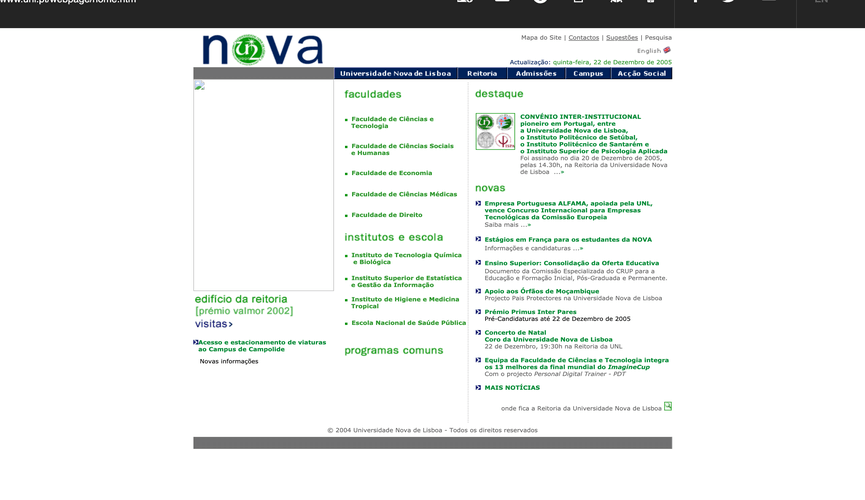 www.unl.pt/webpage/home.htm
EN
nova
Mapa do Site | Contactos | Sugestões | Pesquisa
English
Actualização: quinta-feira, 22 de Dezembro de 2005
Universidade Nova de Lisboa
Reitoria
Admissões
Campus
Acção Social
edifício da reitoria
[prémio valmor 2002]
visitas>
Acesso e estacionamento de viaturas
ao Campus de Campolide
Novas informações
faculdades
Faculdade de Ciências e
Tecnologia
Faculdade de Ciências Sociais
e Humanas
Faculdade de Economia
Faculdade de Ciências Médicas
Faculdade de Direito
institutos e escola
Instituto de Tecnologia Química
e Biológica
Instituto Superior de Estatística
e Gestão da Informação
Instituto de Higiene e Medicina
Tropical
Escola Nacional de Saúde Pública
programas comuns
destaque
CONVÉNIO INTER-INSTITUCIONAL
pioneiro em Portugal, entre
a Universidade Nova de Lisboa,
o Instituto Politécnico de Setúbal,
o Instituto Politécnico de Santarém e
o Instituto Superior de Psicologia Aplicada
Foi assinado no dia 20 de Dezembro de 2005,
pelas 14.30h, na Reitoria da Universidade Nova
de Lisboa ...»
novas
Empresa Portuguesa ALFAMA, apoiada pela UNL,
vence Concurso Internacional para Empresas
Tecnológicas da Comissão Europeia
Saiba mais ...»
Estágios em França para os estudantes da NOVA
Informações e candidaturas ...»
Ensino Superior: Consolidação da Oferta Educativa
Documento da Comissão Especializada do CRUP para a
Educação e Formação Inicial, Pós-Graduada e Permanente.
Apoio aos Órfãos de Moçambique
Projecto Pais Protectores na Universidade Nova de Lisboa
Prémio Primus Inter Pares
Pré-Candidaturas até 22 de Dezembro de 2005
Concerto de Natal
Coro da Universidade Nova de Lisboa
22 de Dezembro, 19:30h na Reitoria da UNL
Equipa da Faculdade de Ciências e Tecnologia integra
os 13 melhores da final mundial do ImagineCup
Com o projecto Personal Digital Trainer - PDT
MAIS NOTÍCIAS
onde fica a Reitoria da Universidade Nova de Lisboa
© 2004 Universidade Nova de Lisboa - Todos os direitos reservados